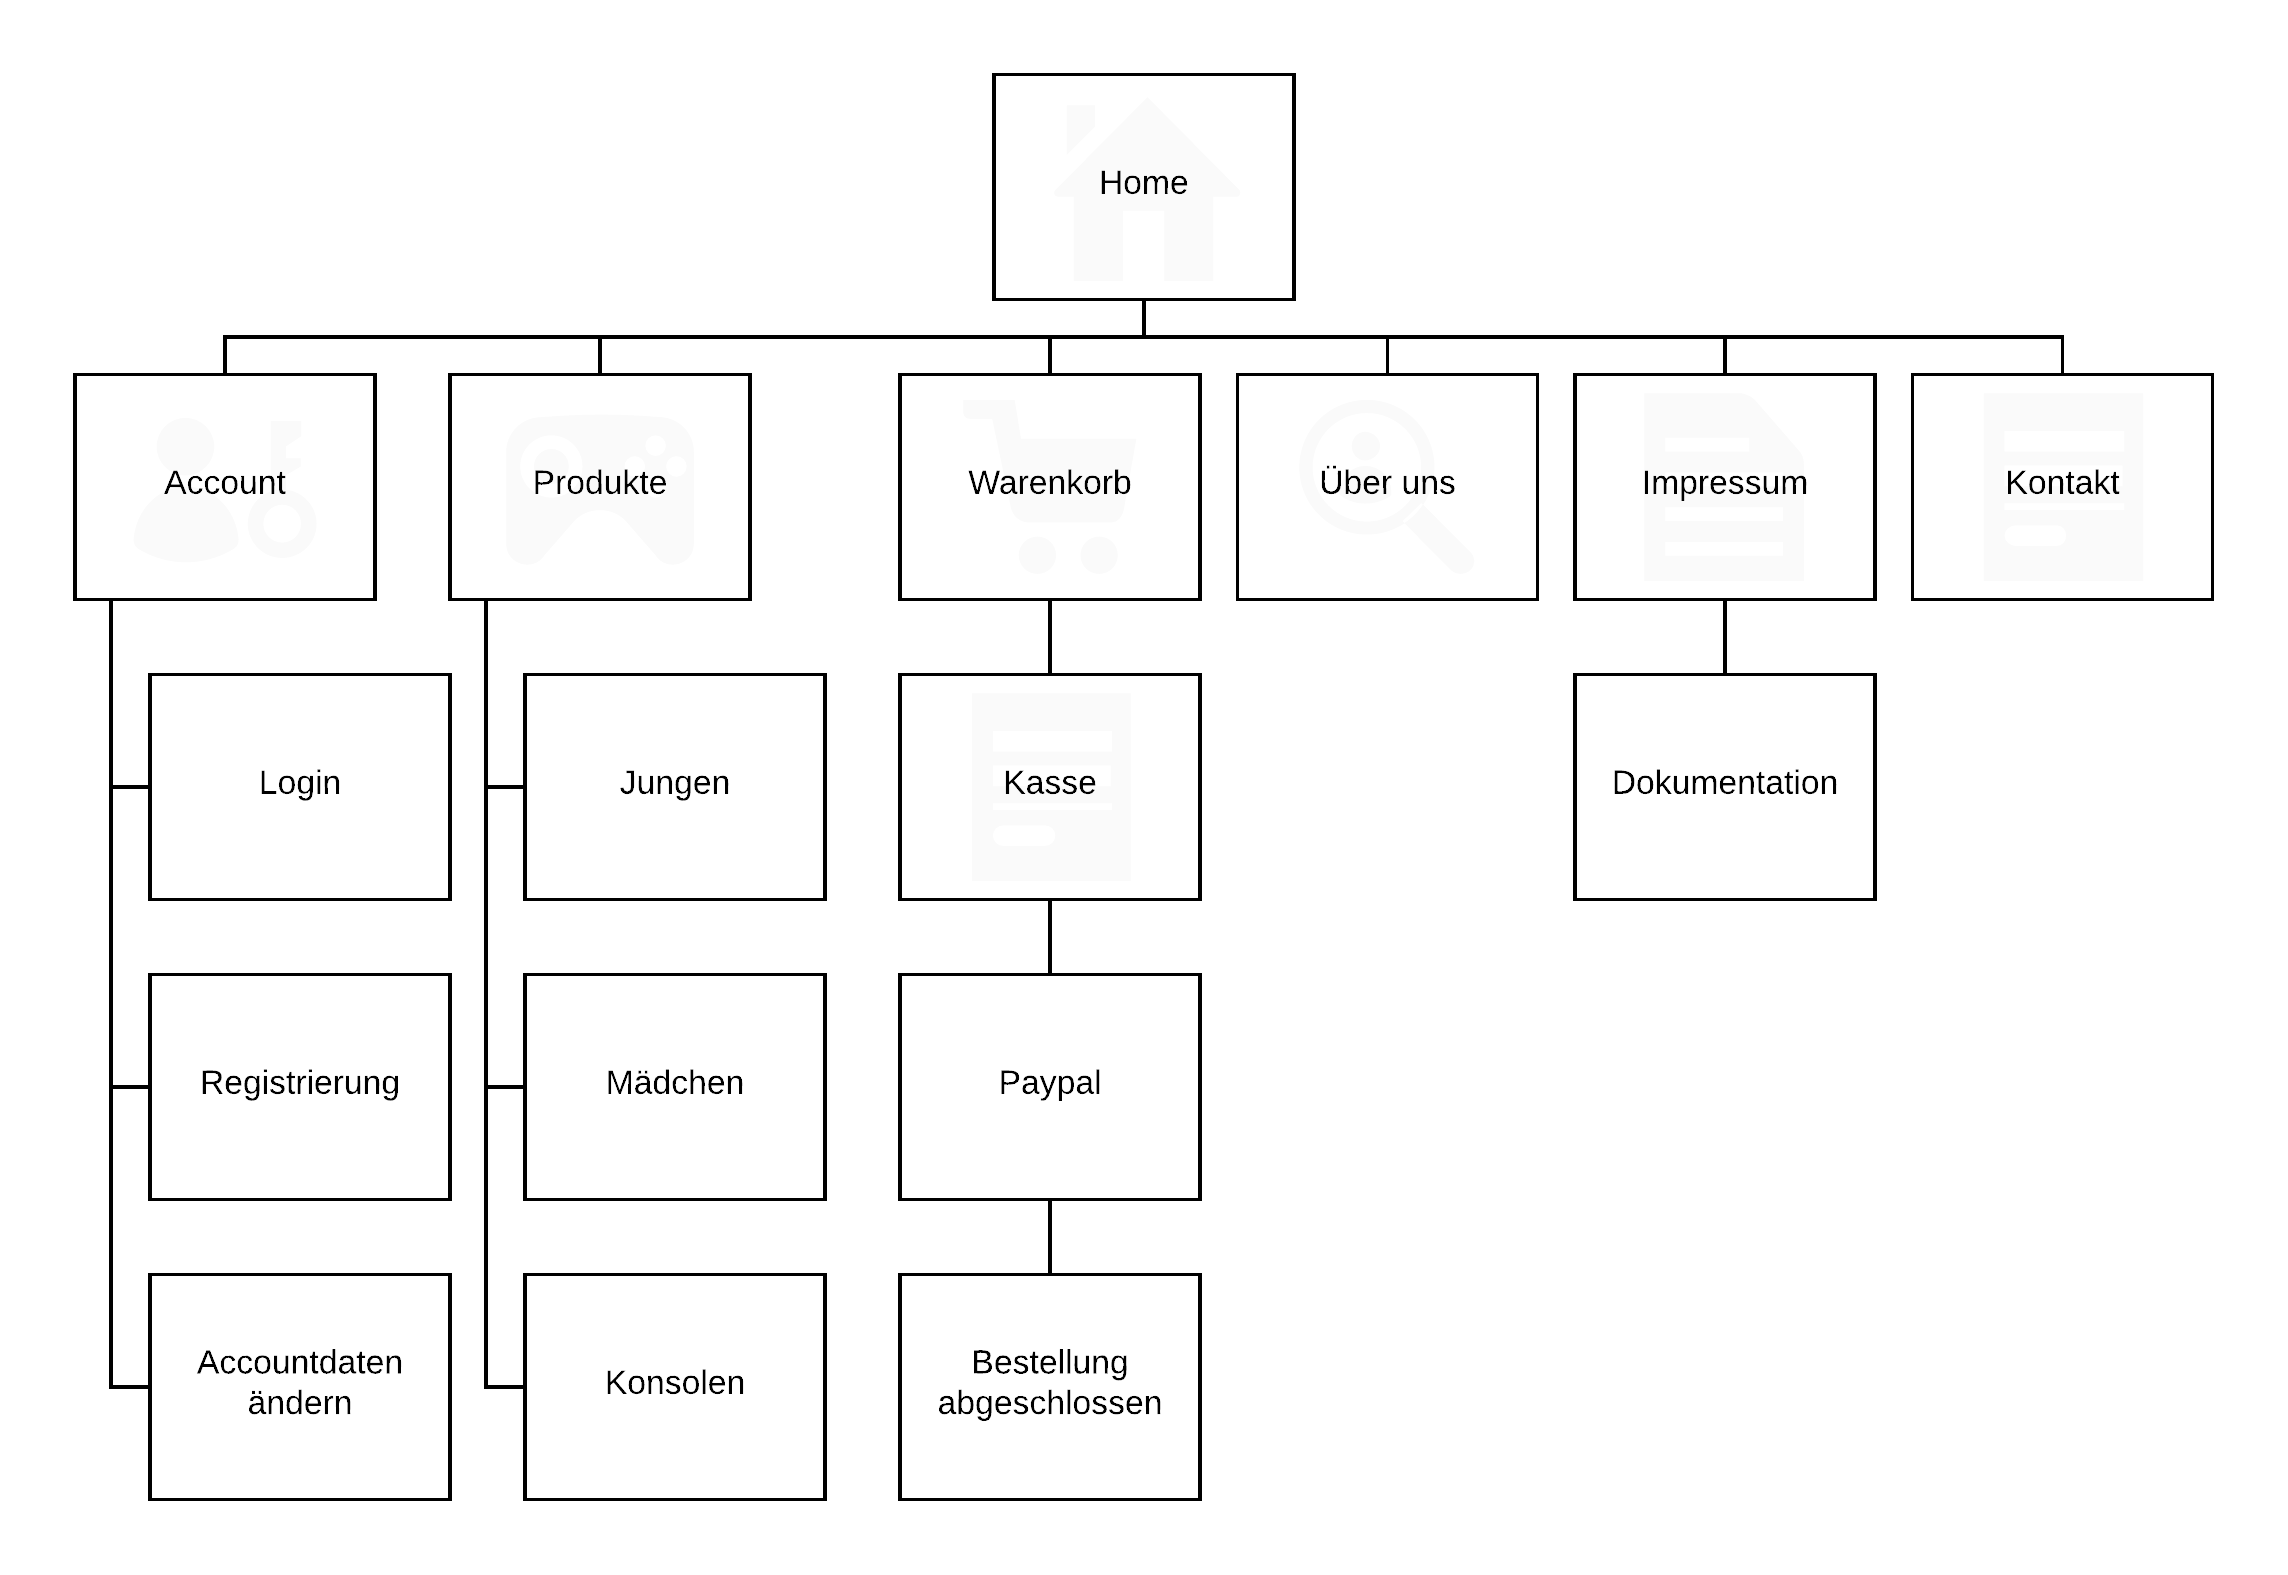 Home
Account
Produkte
Warenkorb
Über uns
Impressum
Kontakt
Login
Jungen
Kasse
Dokumentation
Registrierung
Mädchen
Paypal
Accountdaten
ändern
Konsolen
Bestellung
abgeschlossen